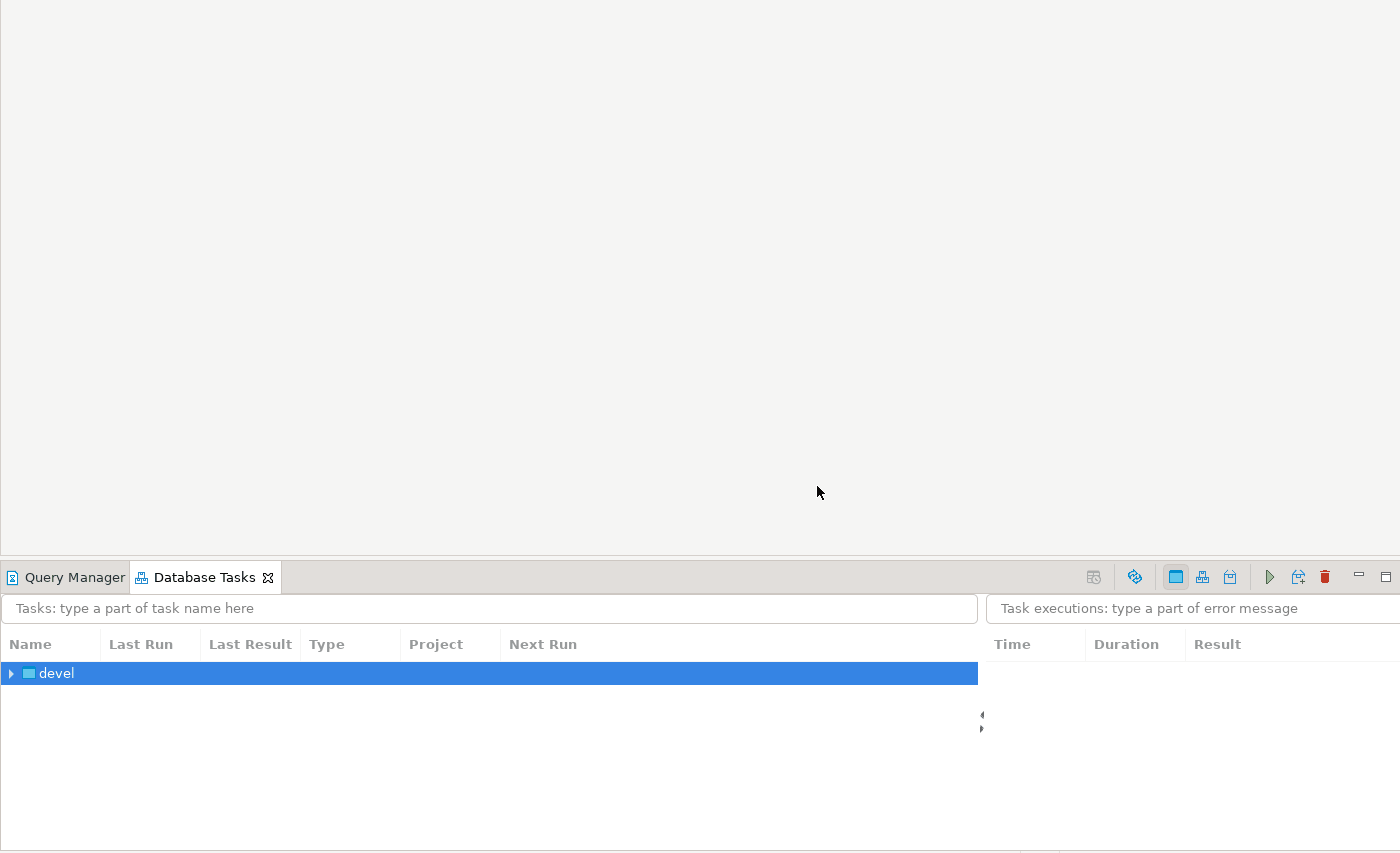 Query Manager Database Tasks
Tasks: type a part of task name here Task executions: type a part of error message
Name Last Run Last Result Type Project Next Run Time Duration Result
devel